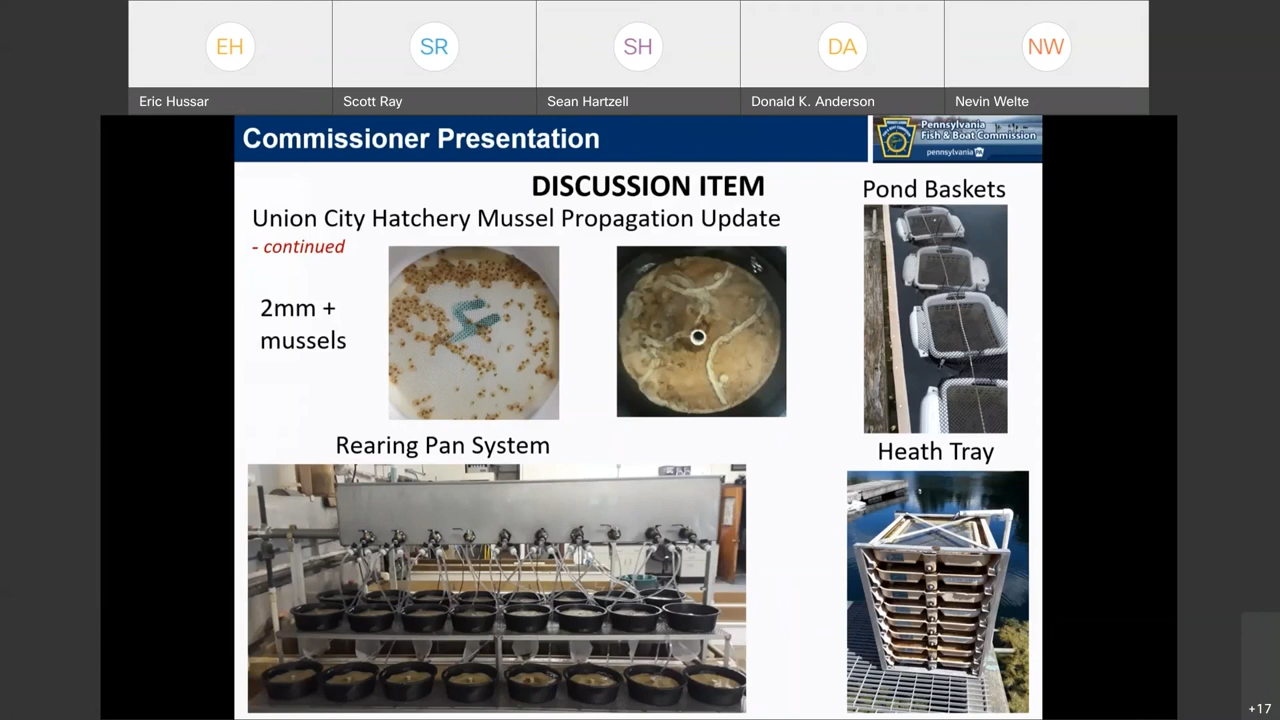 EH
SR
SH
DA
NW
Eric Hussar
Scott Ray
Sean Hartzell
Donald K. Anderson
Nevin Welte
Commissioner Presentation
Pennsylvania
Fish & Boat Commission
pennsylvania PA
DISCUSSION ITEM
Union City Hatchery Mussel Propagation Update
- continued
2mm +
mussels
Pond Baskets
Rearing Pan System
Heath Tray
+17